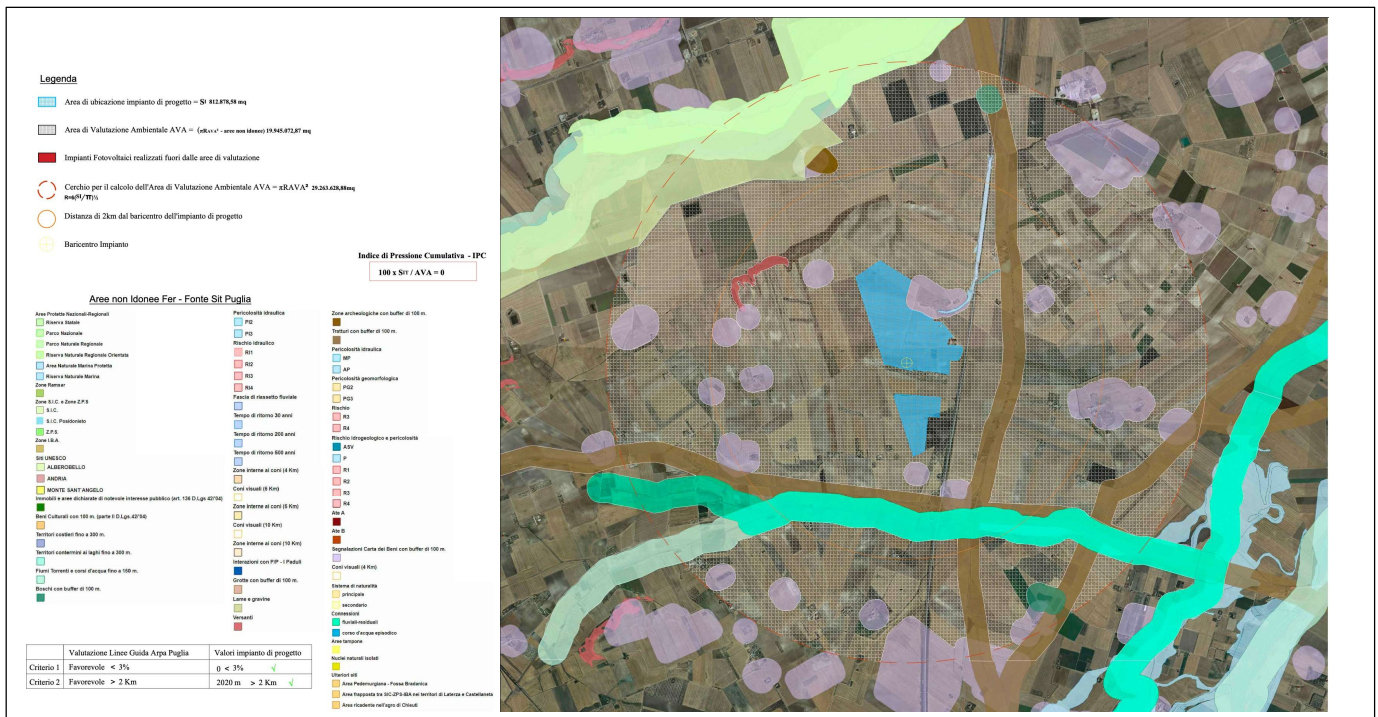 Legenda
Area di ubicazione impianto di progetto = SI 812.878,58 mq
Area di Valutazione Ambientale AVA = (πRAVA² - aree non idonee) 19.945.072,87 mq
Impianti Fotovoltaici realizzati fuori dalle aree di valutazione
Cerchio per il calcolo dell'Area di Valutazione Ambientale AVA = πRAVA² 29.263.628,88mq
R=6(SI/π)½
Distanza di 2km dal baricentro dell'impianto di progetto
Baricentro Impianto
Indice di Pressione Cumulativa - IPC
100 x SIT / AVA = 0
Aree non Idonee Fer - Fonte Sit Puglia
Aree Protette Nazionali-Regionali
Riserva Statale
Parco Nazionale
Parco Naturale Regionale
Riserva Naturale Regionale Orientata
Area Naturale Marina Protetta
Riserva Naturale Marina
Zone Ramsar
Zone S.I.C. e Zone Z.P.S
S.I.C.
S.I.C. Posidonieto
Z.P.S.
Zone I.B.A.
Siti UNESCO
ALBEROBELLO
ANDRIA
MONTE SANT'ANGELO
Immobili e aree dichiarate di notevole interesse pubblico (art. 136 D.Lgs 42/'04)
Beni Culturali con 100 m. (parte II D.Lgs.42/'04)
Territori costieri fino a 300 m.
Territori contermini ai laghi fino a 300 m.
Fiumi Torrenti e corsi d'acqua fino a 150 m.
Boschi con buffer di 100 m.
Pericolosità idraulica
PI2
PI3
Rischio idraulico
RI1
RI2
RI3
RI4
Fascia di riassetto fluviale
Tempo di ritorno 30 anni
Tempo di ritorno 200 anni
Tempo di ritorno 500 anni
Zone interne ai coni (4 Km)
Coni visuali (6 Km)
Zone interne ai coni (6 Km)
Coni visuali (10 Km)
Zone interne ai coni (10 Km)
Interazioni con P/P - I Paduli
Grotte con buffer di 100 m.
Lame e gravine
Versanti
Zone archeologiche con buffer di 100 m.
Tratturi con buffer di 100 m.
Pericolosità idraulica
MP
AP
Pericolosità geomorfologica
PG2
PG3
Rischio
R3
R4
Rischio idrogeologico e pericolosità
ASV
P
R1
R2
R3
R4
Ate A
Ate B
Segnalazioni Carta dei Beni con buffer di 100 m.
Coni visuali (4 Km)
Sistema di naturalità
principale
secondario
Connessioni
fluviali-residuali
corso d'acqua episodico
Aree tampone
Nuclei naturali isolati
Ulteriori siti
Area Pedemurgiana - Fossa Bradanica
Area frapposta tra SIC-ZPS-IBA nei territori di Laterza e Castellaneta
Area ricadente nell'agro di Chieuti
Valutazione Linee Guida Arpa Puglia Valori impianto di progetto
Criterio 1 Favorevole < 3% 0 < 3% √
Criterio 2 Favorevole > 2 Km 2020 m > 2 Km √